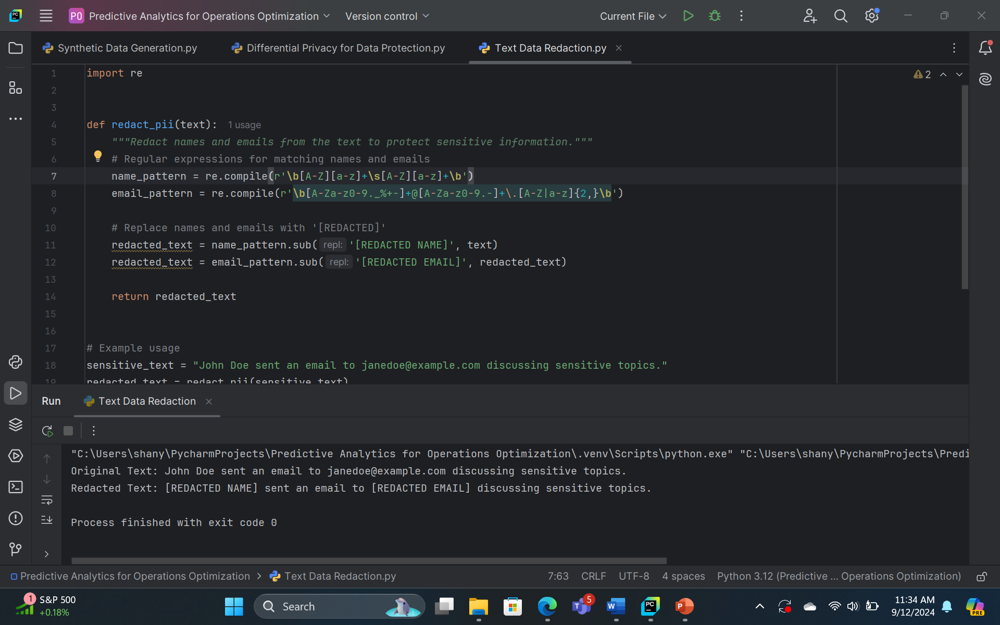 PC
PO Predictive Analytics for Operations Optimization
Version control
Current File
Synthetic Data Generation.py
Differential Privacy for Data Protection.py
Text Data Redaction.py
2
1 import re
2
3
4 def redact_pii(text): 1 usage
5 """Redact names and emails from the text to protect sensitive information."""
6 # Regular expressions for matching names and emails
7 name_pattern = re.compile(r'\b[A-Z][a-z]+\s[A-Z][a-z]+\b')
8 email_pattern = re.compile(r'\b[A-Za-z0-9._%+-]+@[A-Za-z0-9.-]+\.[A-Z|a-z]{2,}\b')
9
10 # Replace names and emails with '[REDACTED]'
11 redacted_text = name_pattern.sub( repl: '[REDACTED NAME]', text)
12 redacted_text = email_pattern.sub( repl: '[REDACTED EMAIL]', redacted_text)
13
14 return redacted_text
15
16
17 # Example usage
18 sensitive_text = "John Doe sent an email to janedoe@example.com discussing sensitive topics."
19 redacted_text = redact_pii(sensitive_text)
Run
Text Data Redaction
"C:\Users\shany\PycharmProjects\Predictive Analytics for Operations Optimization\.venv\Scripts\python.exe" "C:\Users\shany\PycharmProjects\Predi
Original Text: John Doe sent an email to janedoe@example.com discussing sensitive topics.
Redacted Text: [REDACTED NAME] sent an email to [REDACTED EMAIL] discussing sensitive topics.
Process finished with exit code 0
Predictive Analytics for Operations Optimization > Text Data Redaction.py
7:63 CRLF UTF-8 4 spaces Python 3.12 (Predictive ... Operations Optimization)
1
S&P 500
+0.18%
Search
T 5
W
PC
P
11:34 AM
9/12/2024
PRE